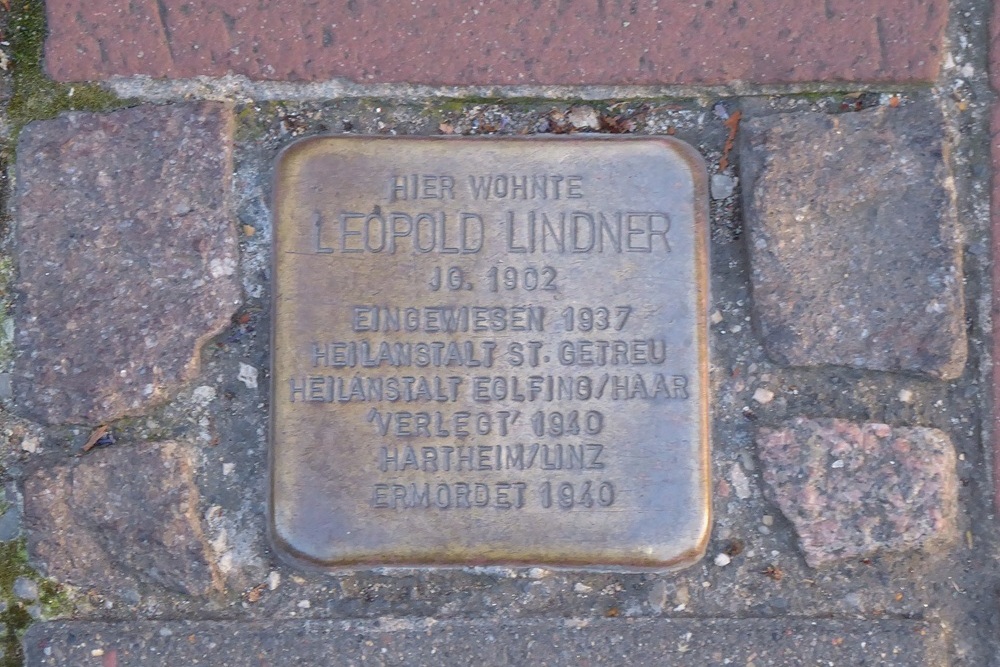 HIER WOHNTE
LEOPOLD LINDNER
JG. 1902
EINGEWIESEN 1937
HEILANSTALT ST. GETREU
HEILANSTALT EGLFING/HAAR
'VERLEGT' 1940
HARTHEIM/LINZ
ERMORDET 1940